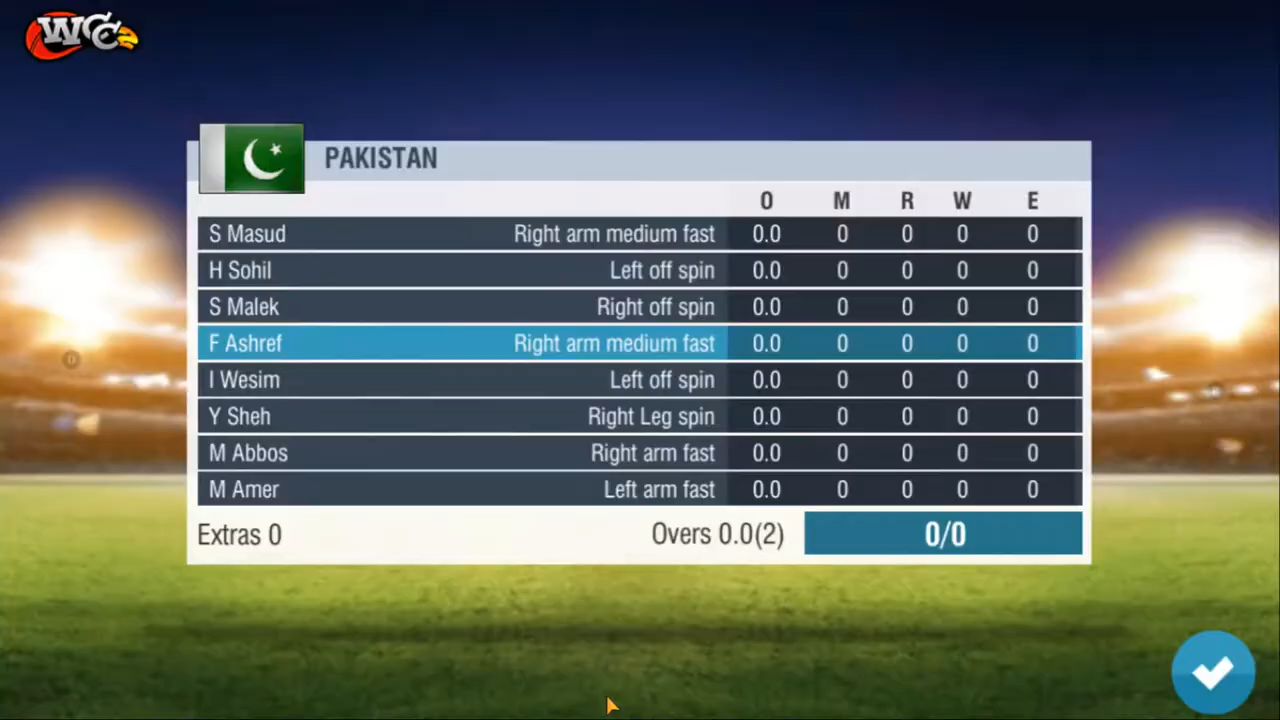 WCC
PAKISTAN
O M R W E
S Masud Right arm medium fast 0.0 0 0 0 0
H Sohil Left off spin 0.0 0 0 0 0
S Malek Right off spin 0.0 0 0 0 0
F Ashref Right arm medium fast 0.0 0 0 0 0
I Wesim Left off spin 0.0 0 0 0 0
Y Sheh Right Leg spin 0.0 0 0 0 0
M Abbos Right arm fast 0.0 0 0 0 0
M Amer Left arm fast 0.0 0 0 0 0
Extras 0 Overs 0.0(2) 0/0